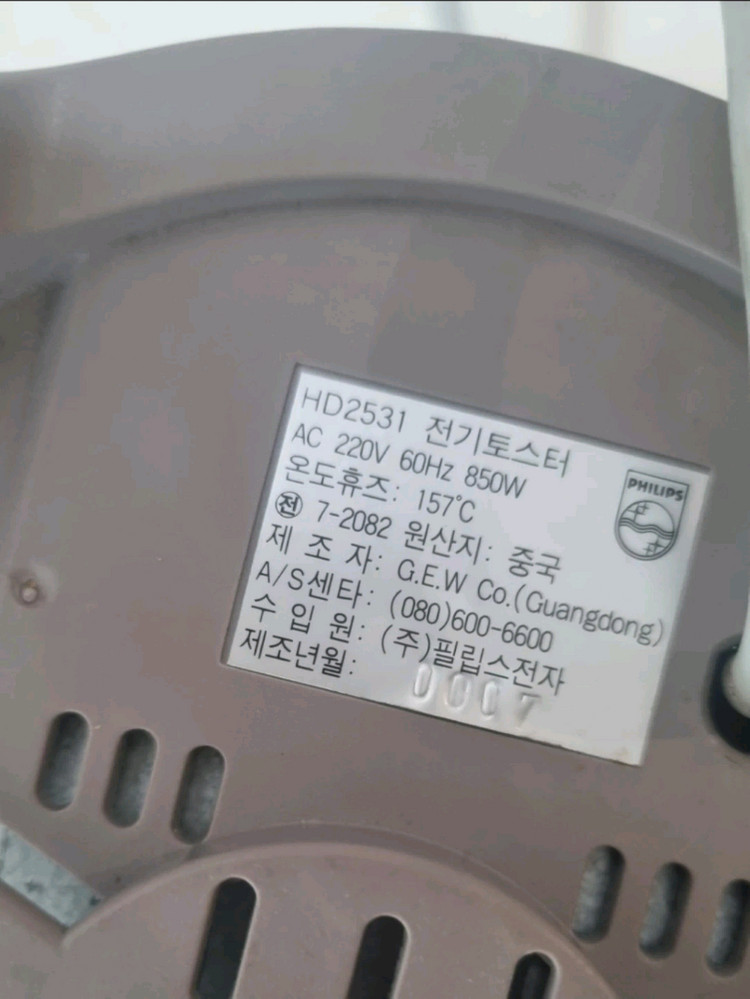 HD2531 전기토스터
AC 220V 60Hz 850W
온도휴즈: 157℃
전 7-2082 원산지: 중국
제 조 자: G.E.W Co.(Guangdong)
A/S센타: (080)600-6600
수 입 원: (주)필립스전자
제조년월: 0007
PHILIPS